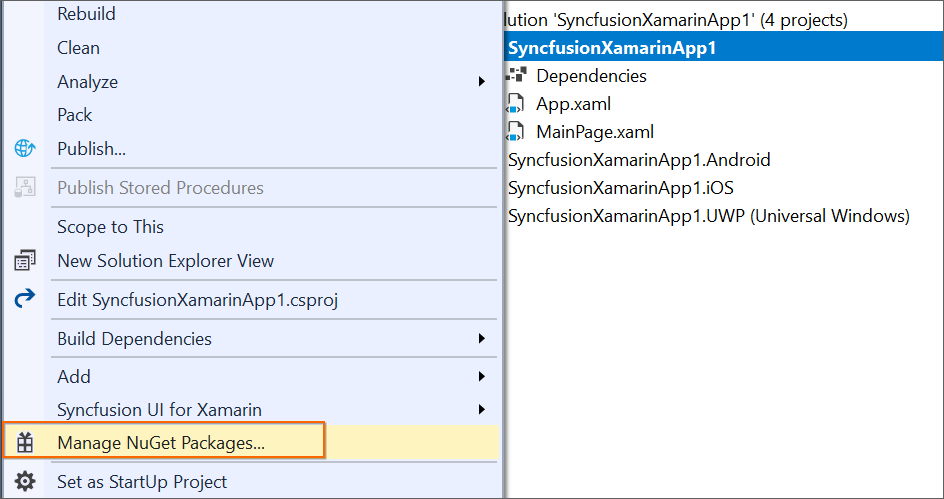 Rebuild
Clean
Analyze
Pack
Publish...
Publish Stored Procedures
Scope to This
New Solution Explorer View
Edit SyncfusionXamarinApp1.csproj
Build Dependencies
Add
Syncfusion UI for Xamarin
Manage NuGet Packages...
Set as StartUp Project
lution 'SyncfusionXamarinApp1' (4 projects)
SyncfusionXamarinApp1
Dependencies
App.xaml
MainPage.xaml
SyncfusionXamarinApp1.Android
SyncfusionXamarinApp1.iOS
SyncfusionXamarinApp1.UWP (Universal Windows)